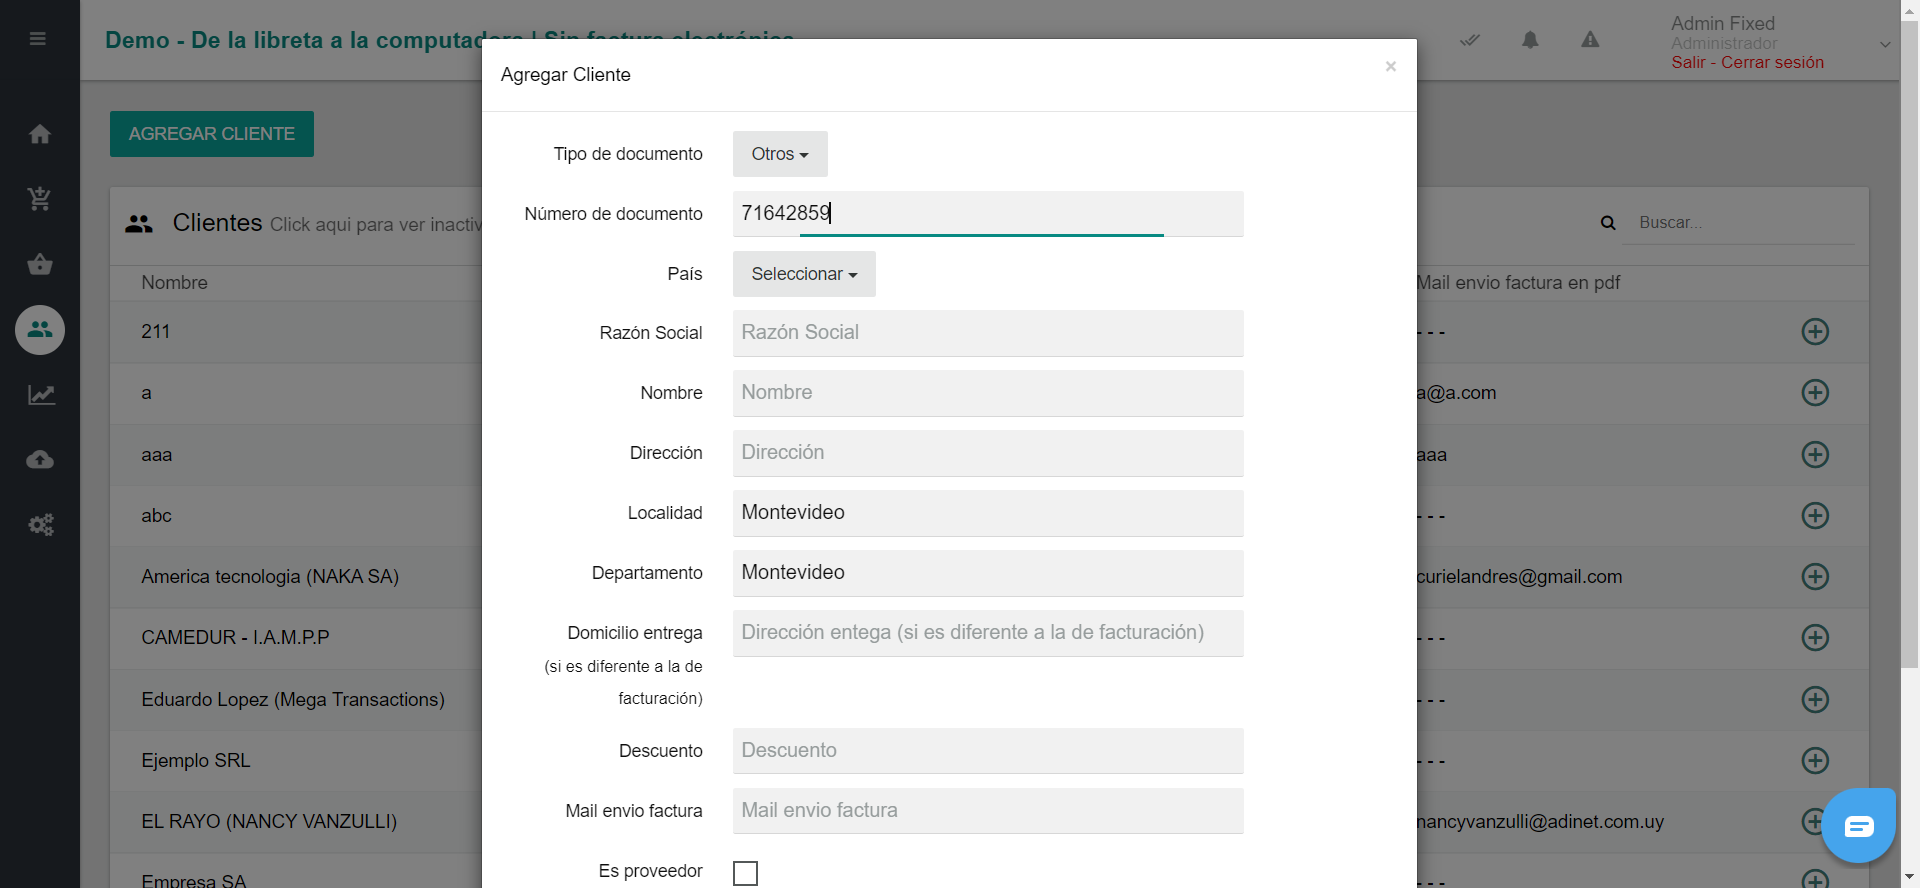 Demo - De la libreta a la computadora | Sin factura electrónica
Admin Fixed
Administrador
Salir - Cerrar sesión
AGREGAR CLIENTE
Clientes Click aqui para ver inactiv
Buscar...
Nombre
Mail envio factura en pdf
211
- - -
a
a@a.com
aaa
aaa
abc
- - -
America tecnologia (NAKA SA)
curielandres@gmail.com
CAMEDUR - I.A.M.P.P
- - -
Eduardo Lopez (Mega Transactions)
- - -
Ejemplo SRL
- - -
EL RAYO (NANCY VANZULLI)
nancyvanzulli@adinet.com.uy
Empresa SA
- - -
Agregar Cliente
×
Tipo de documento
Otros
Número de documento
71642859
País
Seleccionar
Razón Social
Razón Social
Nombre
Nombre
Dirección
Dirección
Localidad
Montevideo
Departamento
Montevideo
Domicilio entrega
(si es diferente a la de
facturación)
Dirección entega (si es diferente a la de facturación)
Descuento
Descuento
Mail envio factura
Mail envio factura
Es proveedor